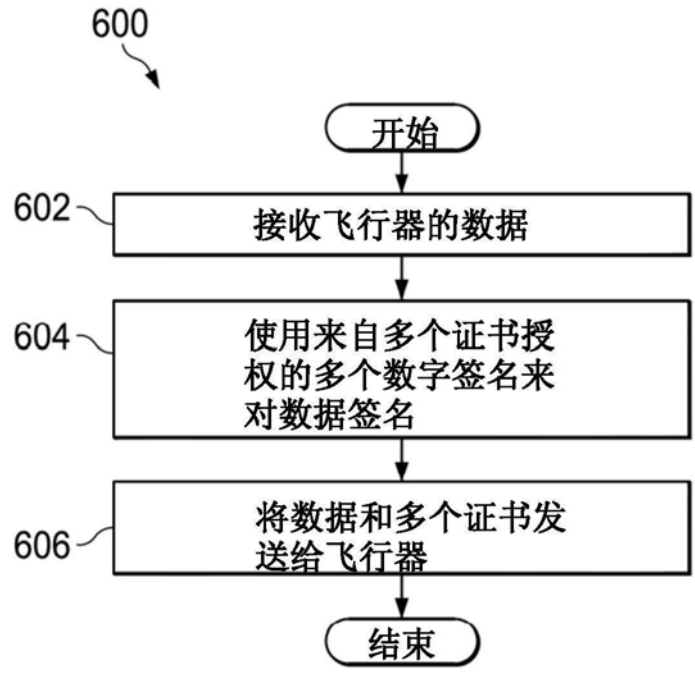 600
开始
602
接收飞行器的数据
604
使用来自多个证书授
权的多个数字签名来
对数据签名
606
将数据和多个证书发
送给飞行器
结束